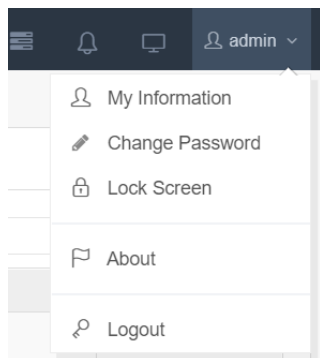 admin
My Information
Change Password
Lock Screen
About
Logout